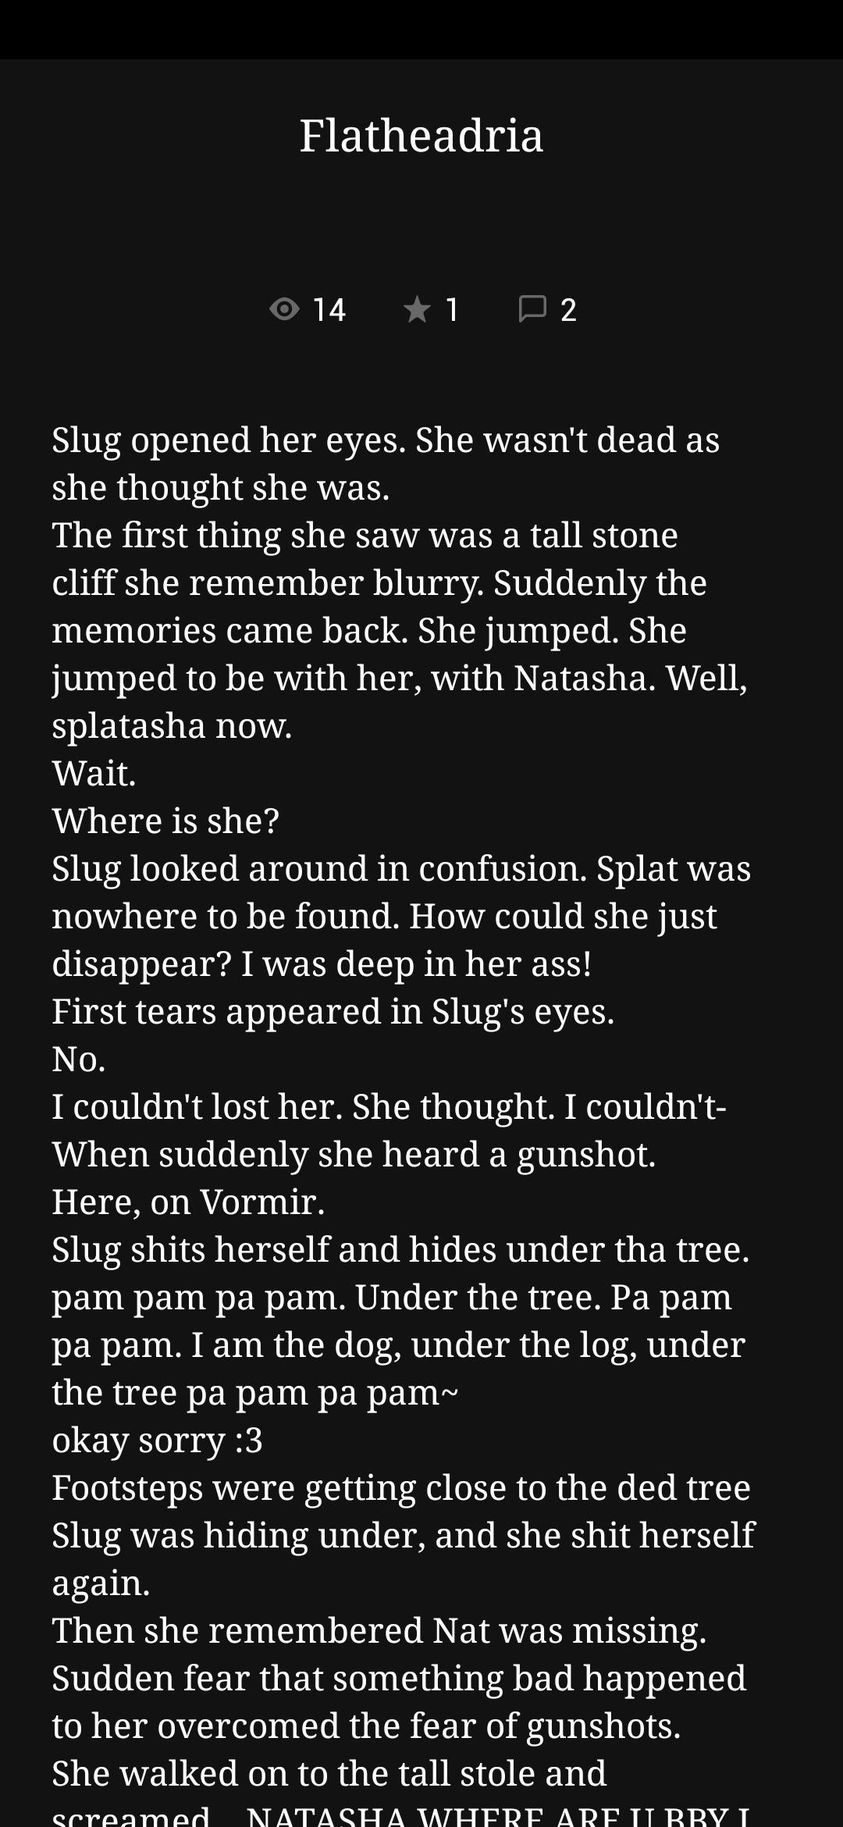 Flatheadria
14 1 2
Slug opened her eyes. She wasn't dead as
she thought she was.
The first thing she saw was a tall stone
cliff she remember blurry. Suddenly the
memories came back. She jumped. She
jumped to be with her, with Natasha. Well,
splatasha now.
Wait.
Where is she?
Slug looked around in confusion. Splat was
nowhere to be found. How could she just
disappear? I was deep in her ass!
First tears appeared in Slug's eyes.
No.
I couldn't lost her. She thought. I couldn't-
When suddenly she heard a gunshot.
Here, on Vormir.
Slug shits herself and hides under tha tree.
pam pam pa pam. Under the tree. Pa pam
pa pam. I am the dog, under the log, under
the tree pa pam pa pam~
okay sorry :3
Footsteps were getting close to the ded tree
Slug was hiding under, and she shit herself
again.
Then she remembered Nat was missing.
Sudden fear that something bad happened
to her overcomed the fear of gunshots.
She walked on to the tall stole and
screamed NATASHA WHERE ARE U BBY I